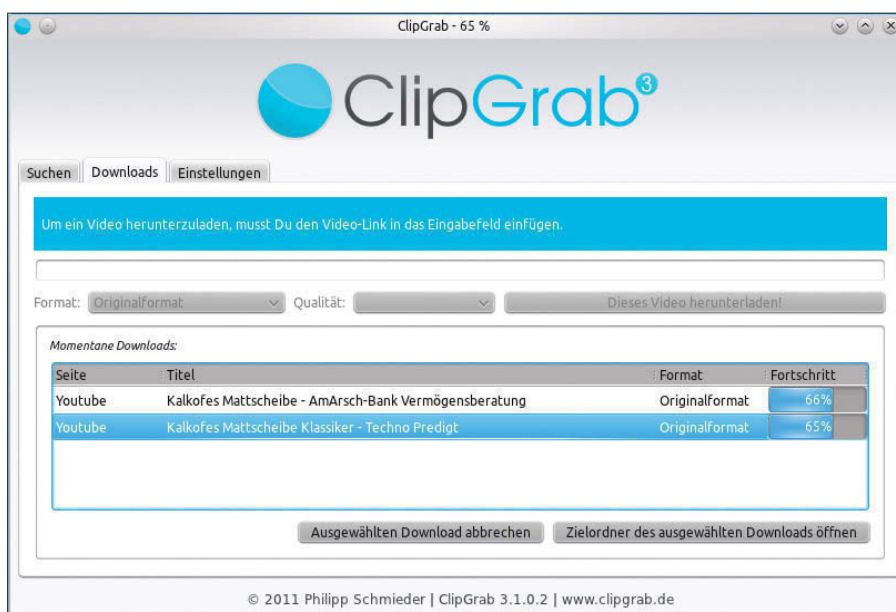 ClipGrab - 65 %
ClipGrab 3
Suchen Downloads Einstellungen
Um ein Video herunterzuladen, musst Du den Video-Link in das Eingabefeld einfügen.
Format: Originalformat Qualität: Dieses Video herunterladen!
Momentane Downloads:
Seite Titel Format Fortschritt
Youtube Kalkofes Mattscheibe - AmArsch-Bank Vermögensberatung Originalformat 66%
Youtube Kalkofes Mattscheibe Klassiker - Techno Predigt Originalformat 65%
Ausgewählten Download abbrechen Zielordner des ausgewählten Downloads öffnen
© 2011 Philipp Schmieder | ClipGrab 3.1.0.2 | www.clipgrab.de